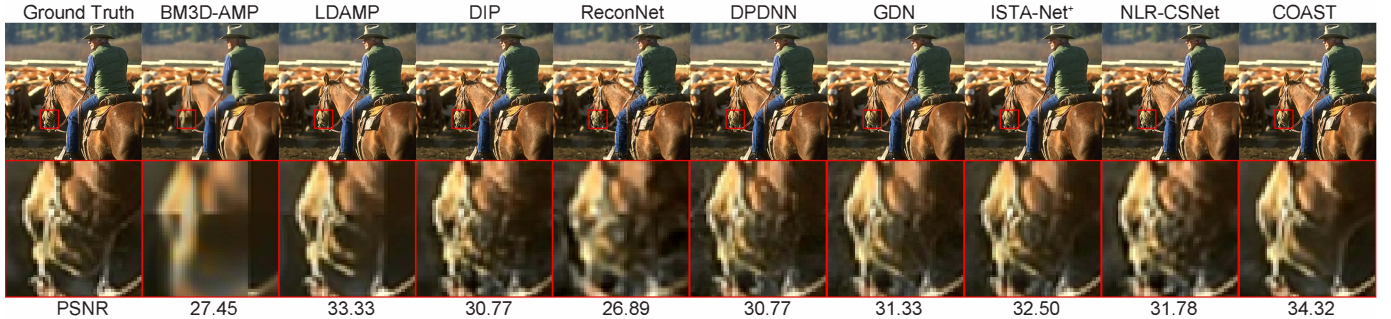 Ground Truth BM3D-AMP LDAMP DIP ReconNet DPDNN GDN ISTA-Net⁺ NLR-CSNet COAST
PSNR 27.45 33.33 30.77 26.89 30.77 31.33 32.50 31.78 34.32